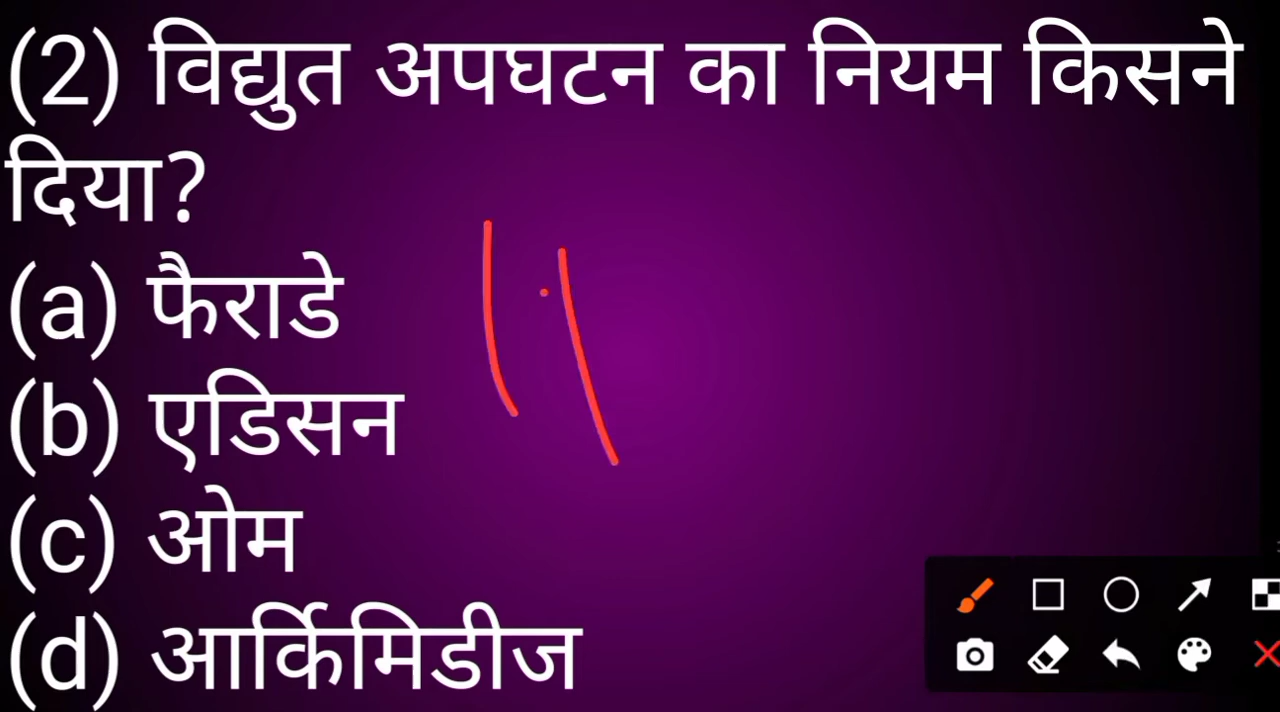 (2) विद्युत अपघटन का नियम किसने
दिया?
(a) फैराडे
(b) एडिसन
(c) ओम
(d) आर्किमिडीज